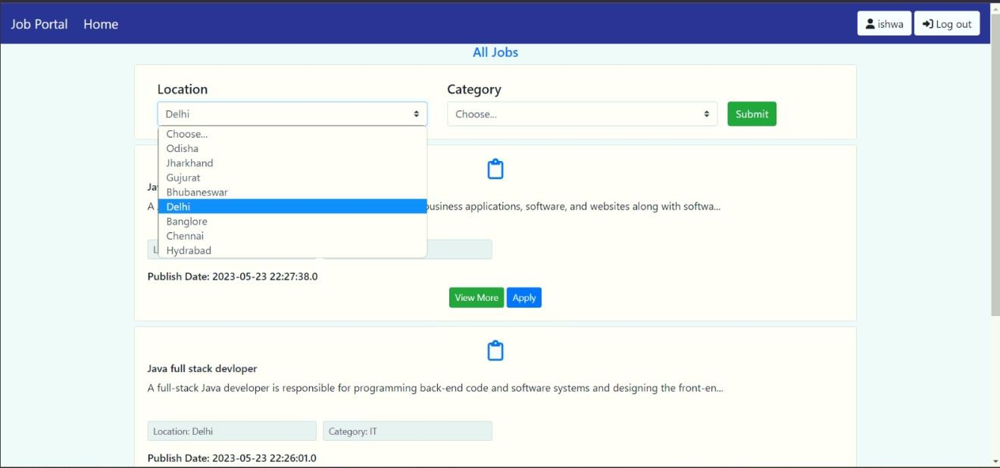 Job Portal Home ishwa Log out
All Jobs
Location Category
Delhi Choose... Submit
Choose...
Odisha
Jharkhand
Gujurat
Bhubaneswar
Delhi
Banglore
Chennai
Hydrabad
A business applications, software, and websites along with softwa...
Publish Date: 2023-05-23 22:27:38.0
View More Apply
Java full stack devloper
A full-stack Java developer is responsible for programming back-end code and software systems and designing the front-en...
Location: Delhi Category: IT
Publish Date: 2023-05-23 22:26:01.0